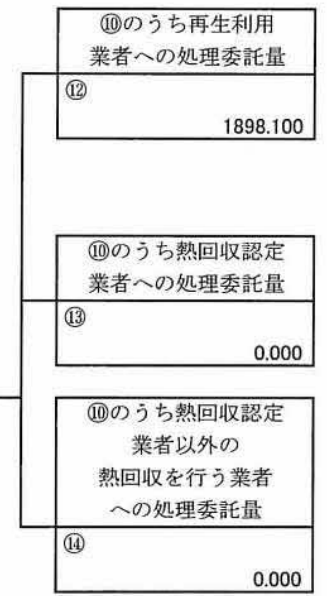 ⑩のうち再生利用
業者への処理委託量
⑫
1898.100
⑩のうち熱回収認定
業者への処理委託量
⑬
0.000
⑩のうち熱回収認定
業者以外の
熱回収を行う業者
への処理委託量
⑭
0.000